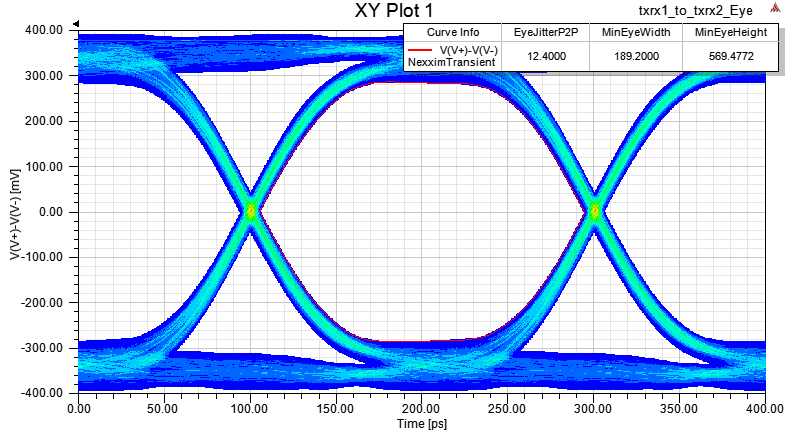 XY Plot 1
txrx1_to_txrx2_Eye
Curve Info EyeJitterP2P MinEyeWidth MinEyeHeight
V(V+)-V(V-) 12.4000 189.2000 569.4772
NexximTransient
400.00
300.00
200.00
100.00
0.00
-100.00
-200.00
-300.00
-400.00
V(V+)-V(V-) [mV]
0.00 50.00 100.00 150.00 200.00 250.00 300.00 350.00 400.00
Time [ps]